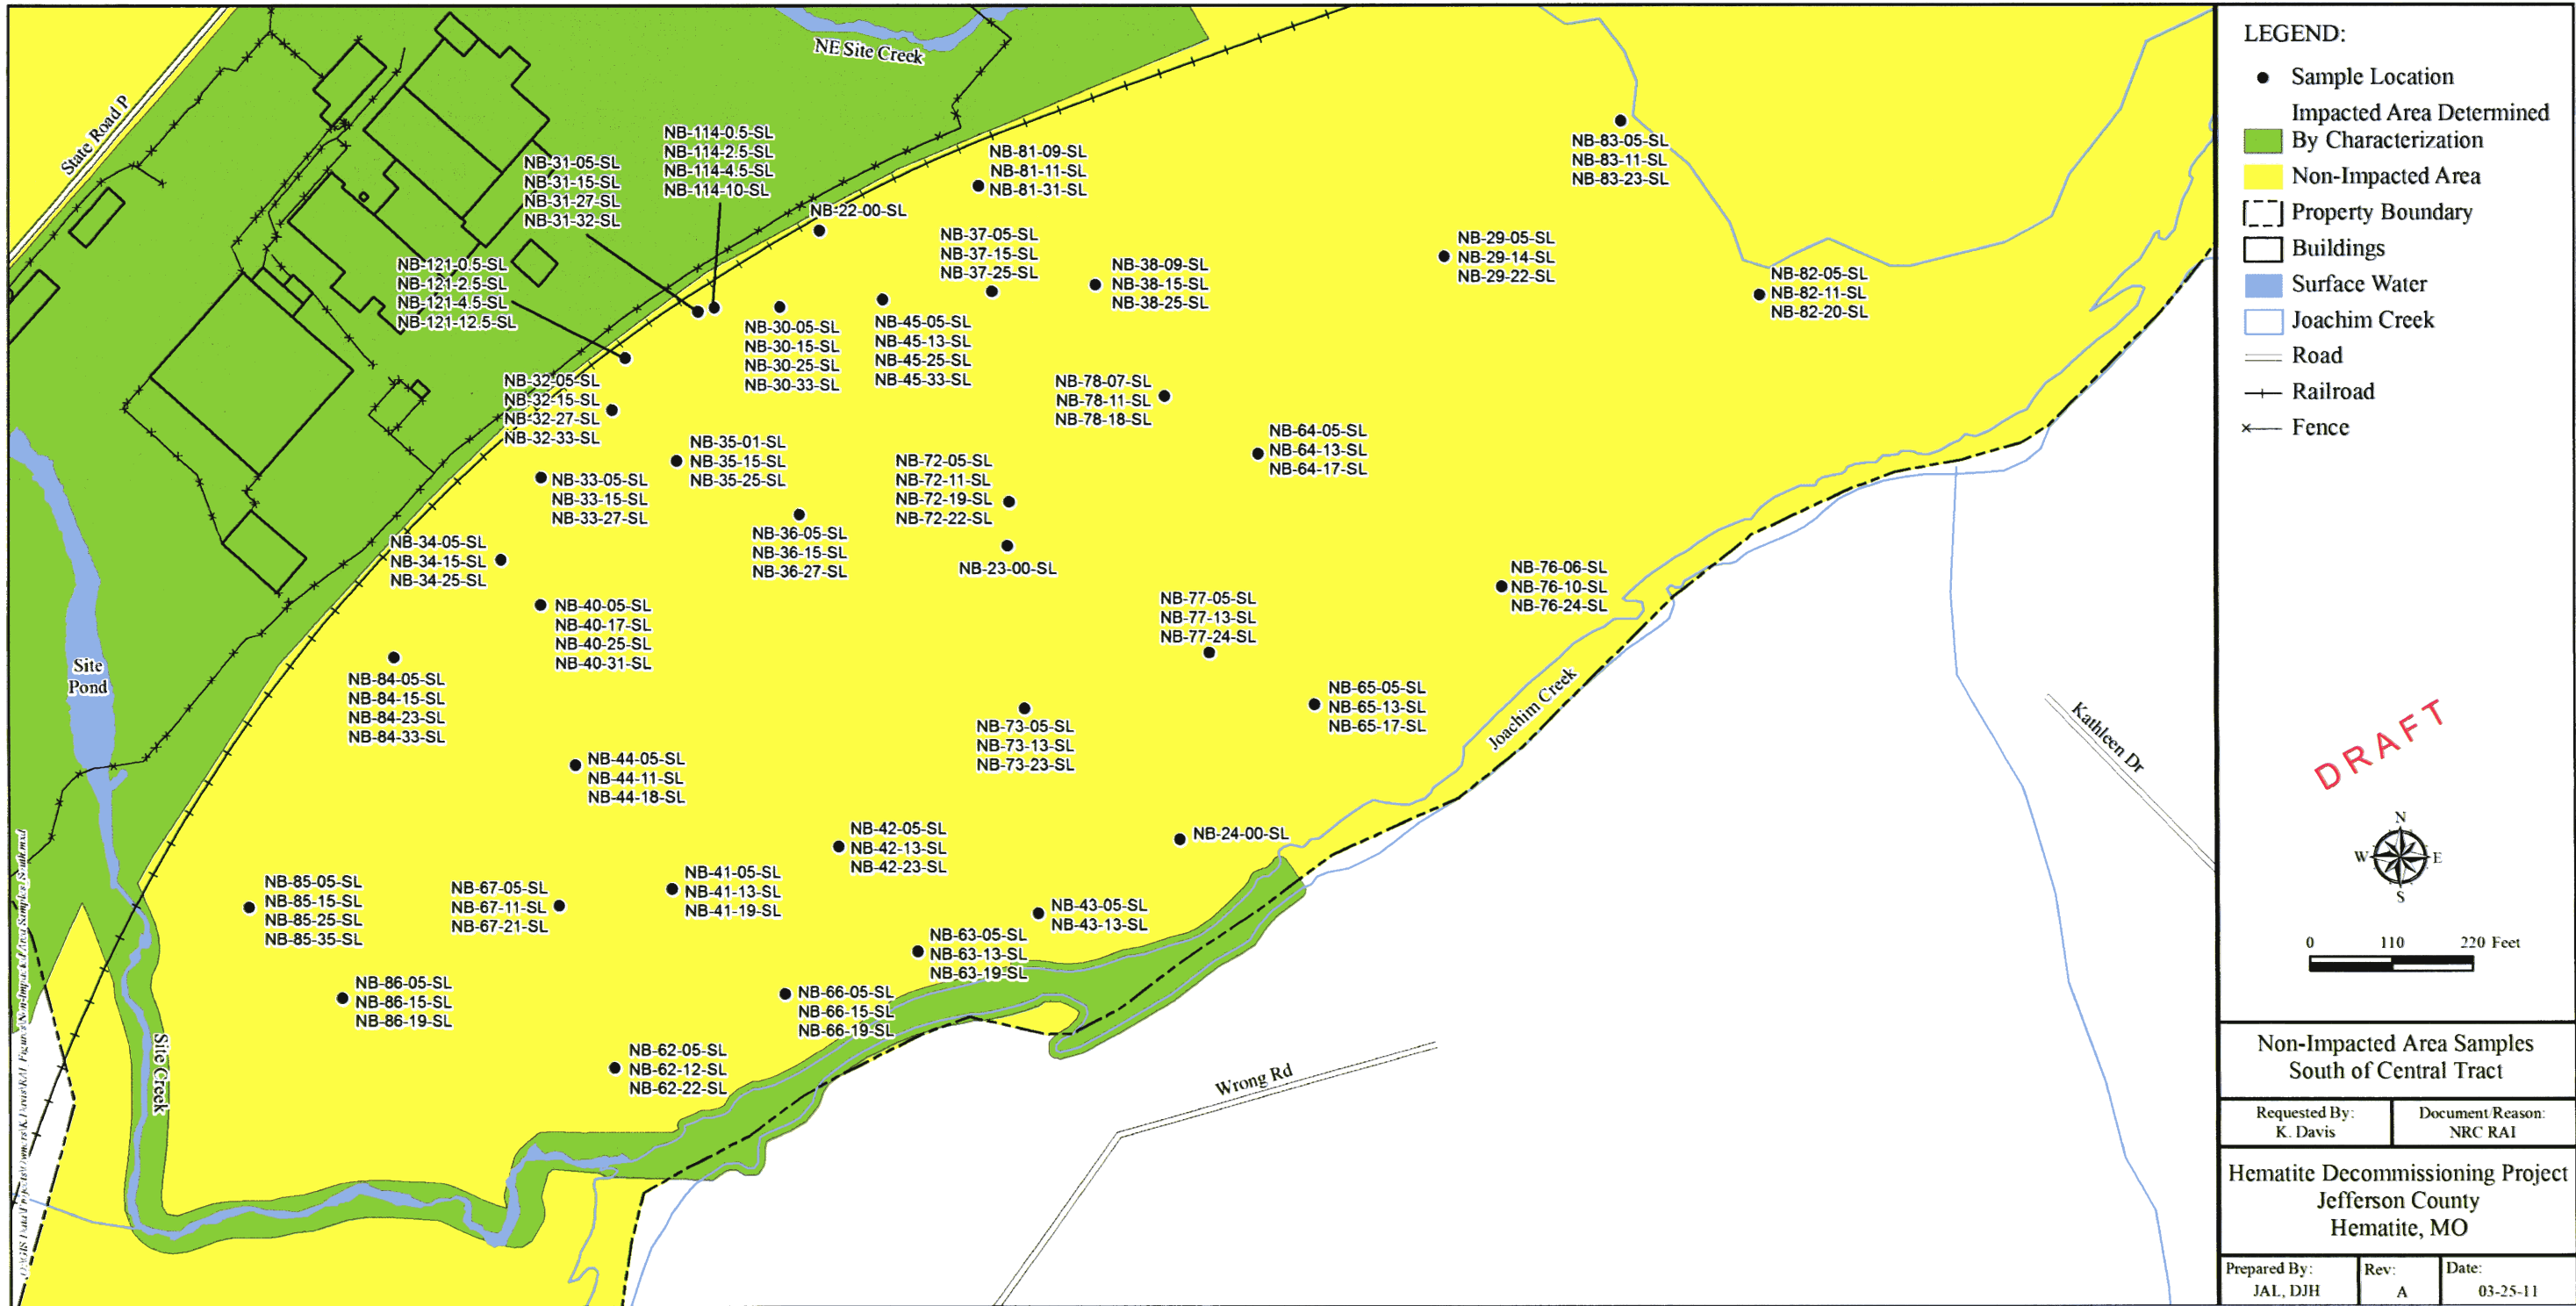 State Road P
NE Site Creek
NB-114-0.5-SL
NB-114-2.5-SL
NB-114-4.5-SL
NB-114-10-SL
NB-31-05-SL
NB-31-15-SL
NB-31-27-SL
NB-31-32-SL
NB-81-09-SL
NB-81-11-SL
NB-81-31-SL
NB-83-05-SL
NB-83-11-SL
NB-83-23-SL
NB-22-00-SL
NB-37-05-SL
NB-37-15-SL
NB-37-25-SL
NB-38-09-SL
NB-38-15-SL
NB-38-25-SL
NB-29-05-SL
NB-29-14-SL
NB-29-22-SL
NB-82-05-SL
NB-82-11-SL
NB-82-20-SL
NB-121-0.5-SL
NB-121-2.5-SL
NB-121-4.5-SL
NB-121-12.5-SL
NB-30-05-SL
NB-30-15-SL
NB-30-25-SL
NB-30-33-SL
NB-45-05-SL
NB-45-13-SL
NB-45-25-SL
NB-45-33-SL
NB-32-05-SL
NB-32-15-SL
NB-32-27-SL
NB-32-33-SL
NB-78-07-SL
NB-78-11-SL
NB-78-18-SL
NB-35-01-SL
NB-35-15-SL
NB-35-25-SL
NB-64-05-SL
NB-64-13-SL
NB-64-17-SL
NB-72-05-SL
NB-72-11-SL
NB-72-19-SL
NB-72-22-SL
NB-33-05-SL
NB-33-15-SL
NB-33-27-SL
NB-36-05-SL
NB-36-15-SL
NB-36-27-SL
NB-34-05-SL
NB-34-15-SL
NB-34-25-SL
NB-23-00-SL
NB-76-06-SL
NB-76-10-SL
NB-76-24-SL
NB-40-05-SL
NB-40-17-SL
NB-40-25-SL
NB-40-31-SL
NB-77-05-SL
NB-77-13-SL
NB-77-24-SL
Site
Pond
NB-84-05-SL
NB-84-15-SL
NB-84-23-SL
NB-84-33-SL
NB-65-05-SL
NB-65-13-SL
NB-65-17-SL
Joachim Creek
Kathleen Dr
NB-73-05-SL
NB-73-13-SL
NB-73-23-SL
NB-44-05-SL
NB-44-11-SL
NB-44-18-SL
NB-42-05-SL
NB-42-13-SL
NB-42-23-SL
NB-24-00-SL
NB-41-05-SL
NB-41-13-SL
NB-41-19-SL
NB-85-05-SL
NB-85-15-SL
NB-85-25-SL
NB-85-35-SL
NB-67-05-SL
NB-67-11-SL
NB-67-21-SL
NB-43-05-SL
NB-43-13-SL
NB-63-05-SL
NB-63-13-SL
NB-63-19-SL
NB-86-05-SL
NB-86-15-SL
NB-86-19-SL
NB-66-05-SL
NB-66-15-SL
NB-66-19-SL
Site Creek
NB-62-05-SL
NB-62-12-SL
NB-62-22-SL
Wrong Rd
LEGEND:
Sample Location
Impacted Area Determined
By Characterization
Non-Impacted Area
Property Boundary
Buildings
Surface Water
Joachim Creek
Road
Railroad
Fence
DRAFT
N
W E
S
0 110 220 Feet
Non-Impacted Area Samples
South of Central Tract
Requested By:
K. Davis
Document/Reason:
NRC RAI
Hematite Decommissioning Project
Jefferson County
Hematite, MO
Prepared By:
JAL, DJH
Rev:
A
Date:
03-25-11